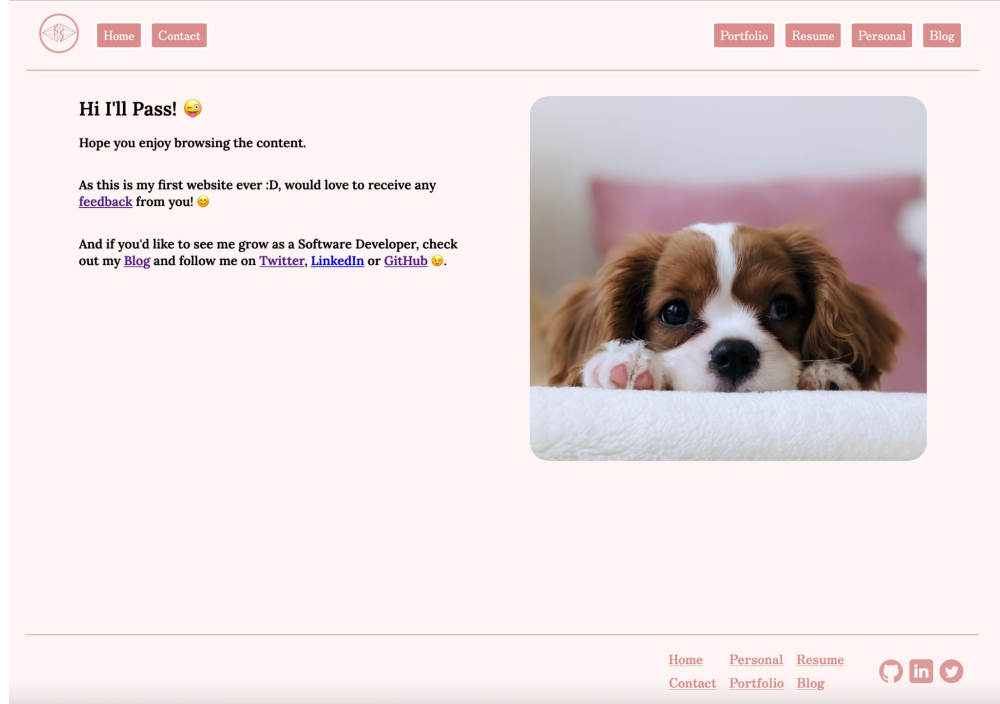 Home Contact Portfolio Resume Personal Blog
Hi I'll Pass! 😜
Hope you enjoy browsing the content.
As this is my first website ever :D, would love to receive any
feedback from you! 😊
And if you'd like to see me grow as a Software Developer, check
out my Blog and follow me on Twitter, LinkedIn or GitHub 😉.
Home Personal Resume
Contact Portfolio Blog
in